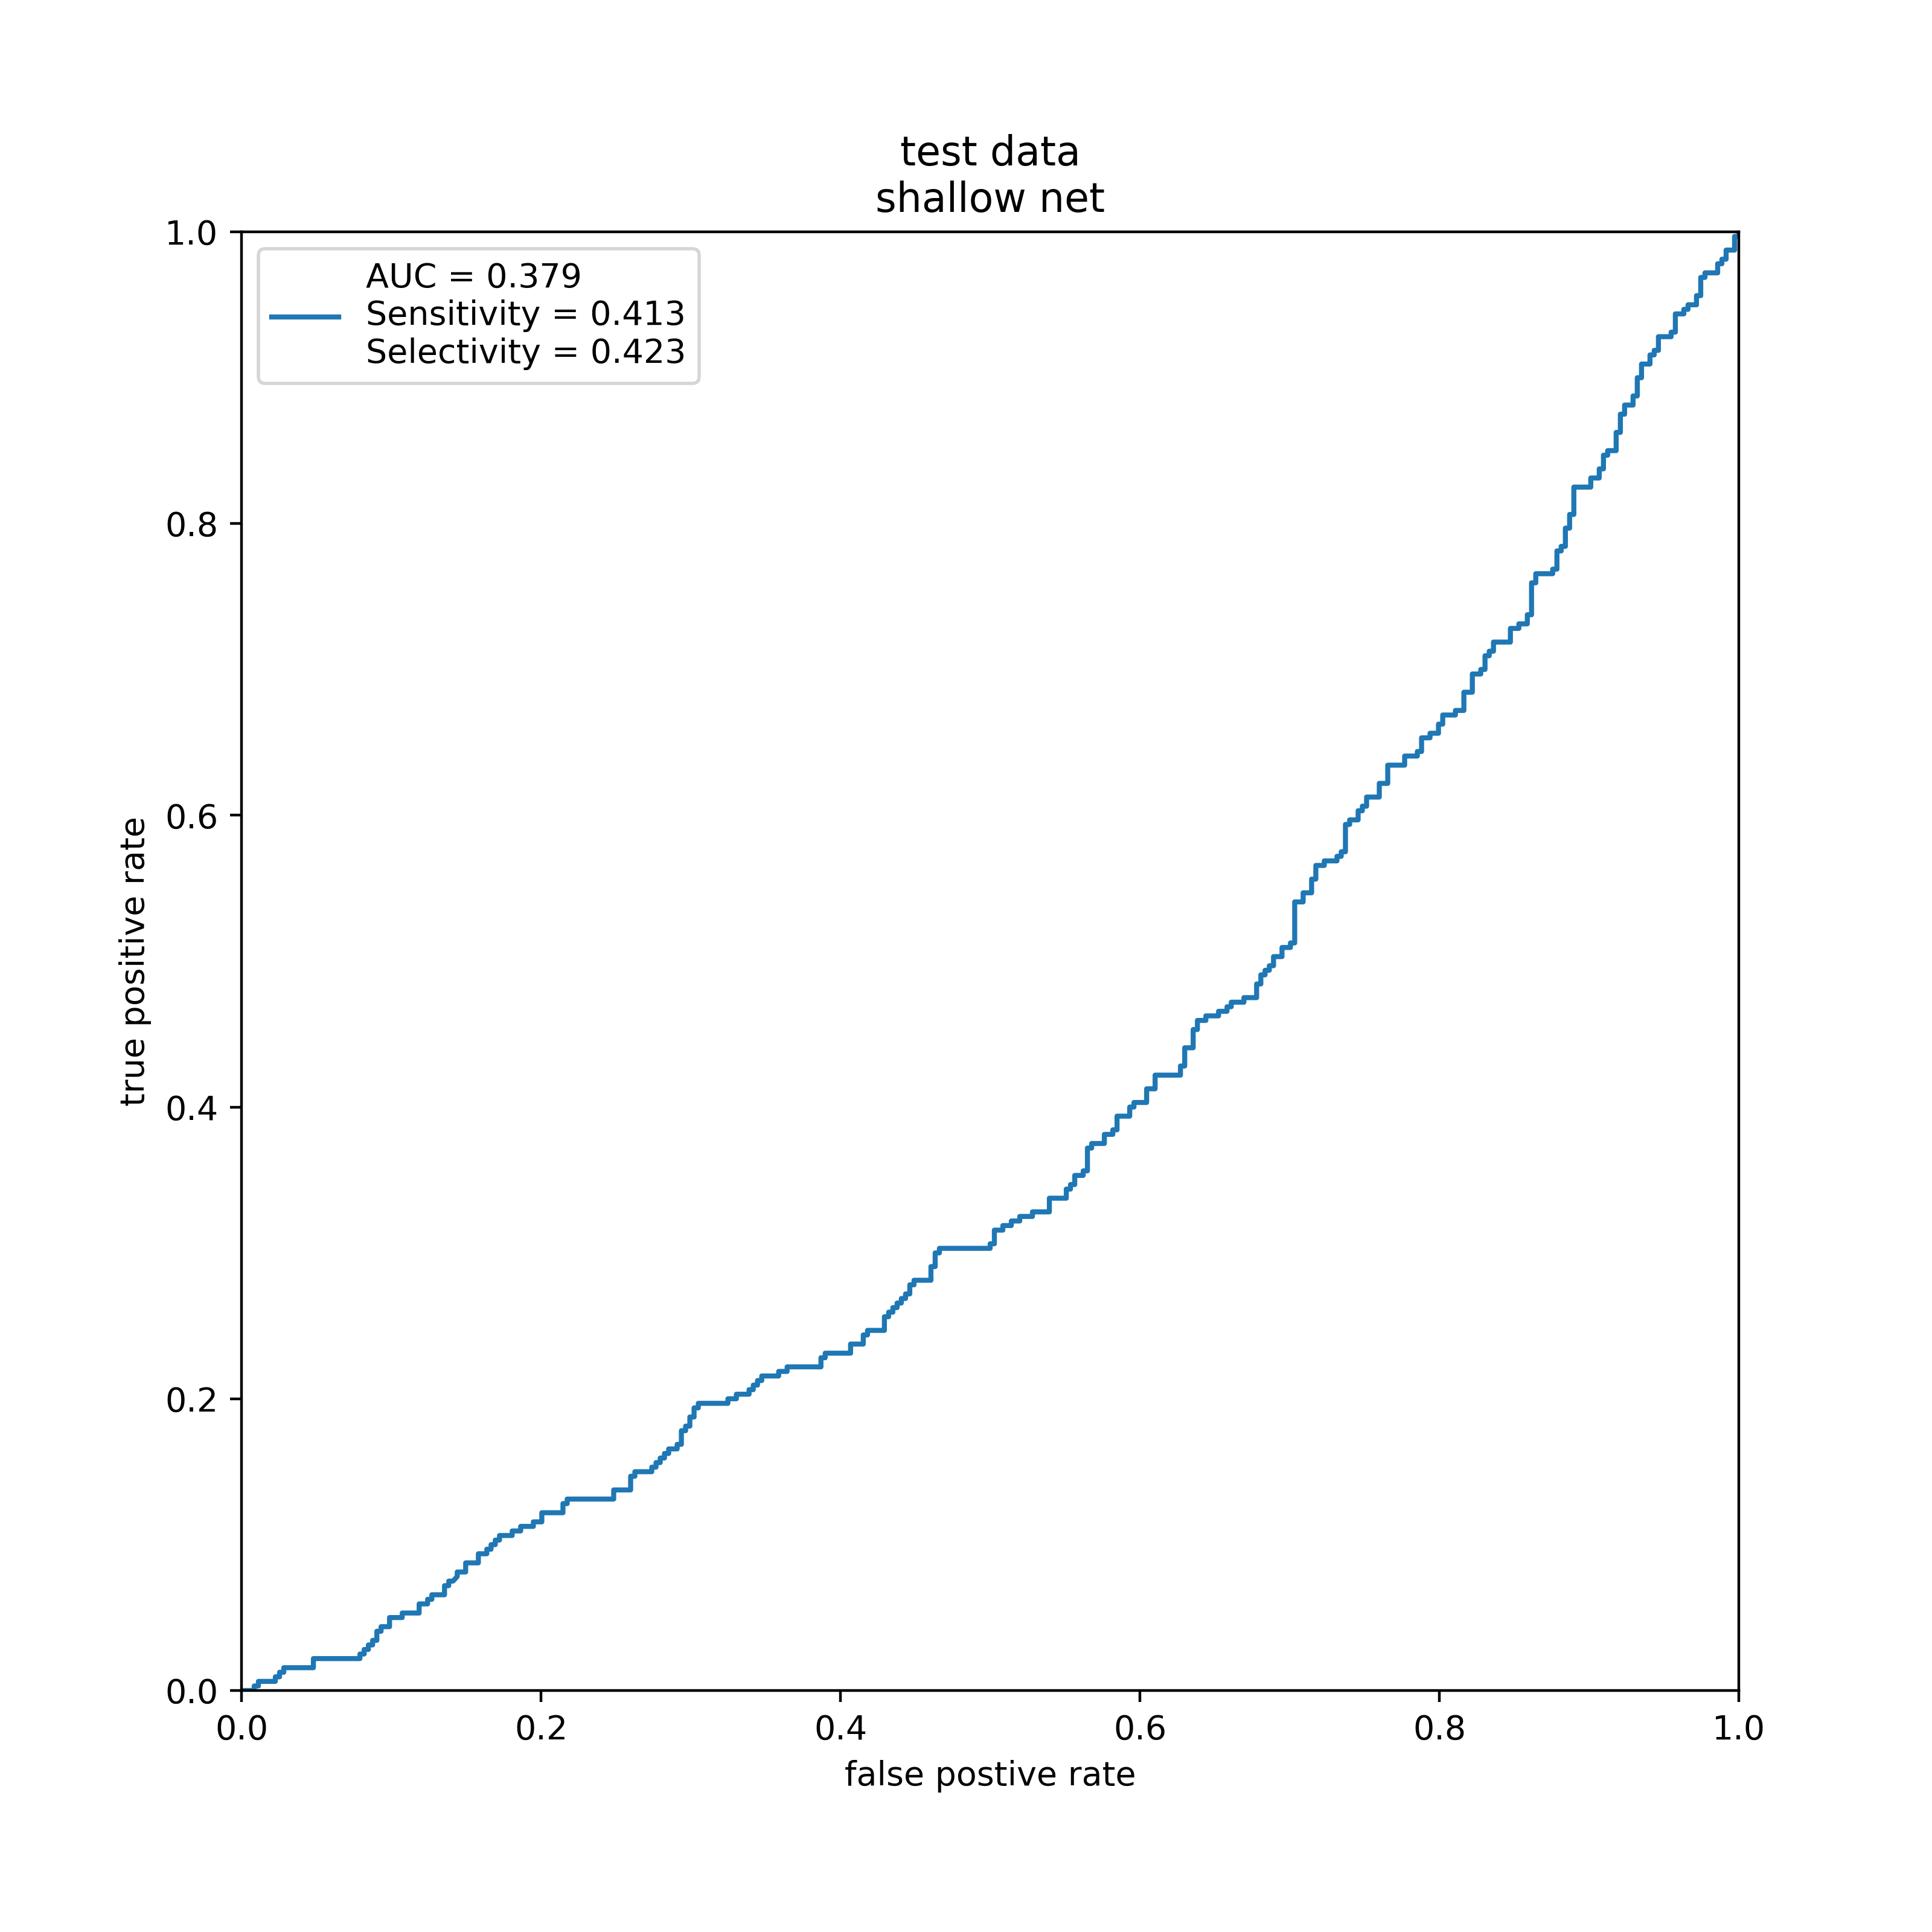 test data
shallow net
AUC = 0.379
Sensitivity = 0.413
Selectivity = 0.423
1.0
0.8
0.6
0.4
0.2
0.0
true positive rate
0.0 0.2 0.4 0.6 0.8 1.0
false postive rate